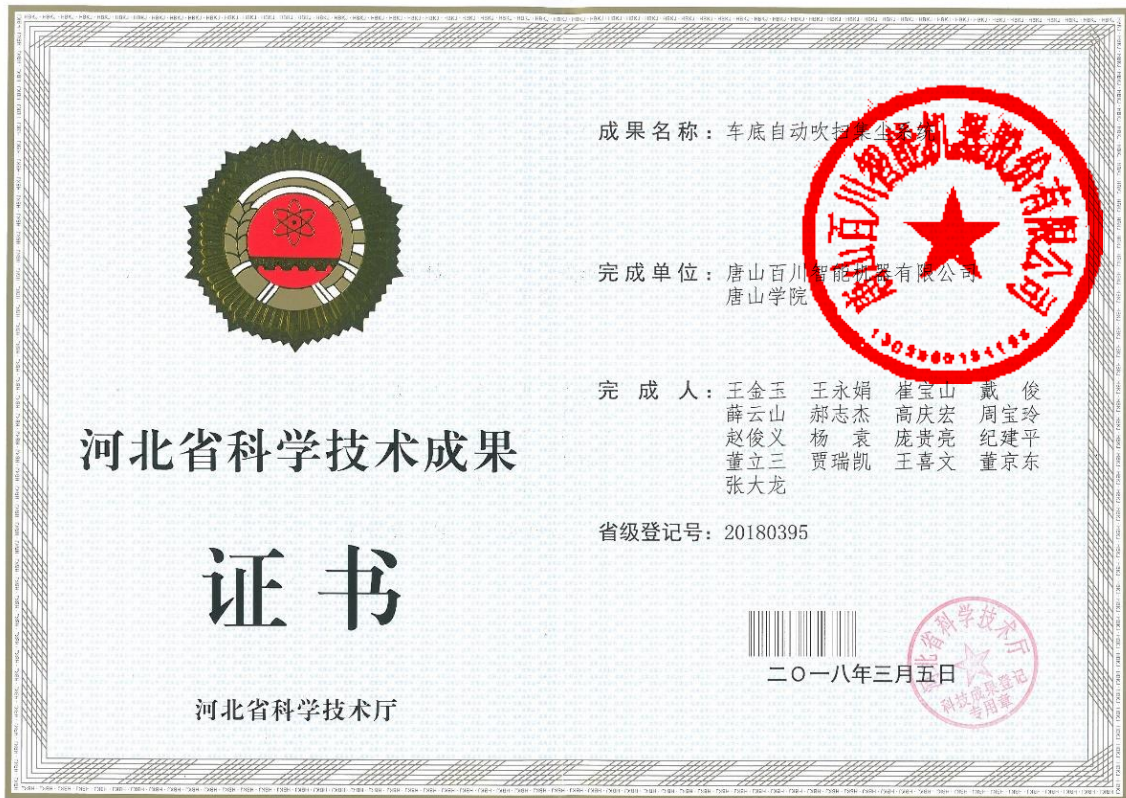 河北省科学技术成果
证书
河北省科学技术厅
成果名称：车底自动吹扫集尘系统
完成单位：唐山百川智能机器有限公司
唐山学院
完成人：王金玉 王永娟 崔宝山 戴俊
薛云山 郝志杰 高庆宏 周宝玲
赵俊义 杨袁 庞贵亮 纪建平
董立三 贾瑞凯 王喜文 董京东
张大龙
省级登记号：20180395
二〇一八年三月五日
唐山百川智能机器股份有限公司
河北省科学技术厅
科技成果登记
专用章